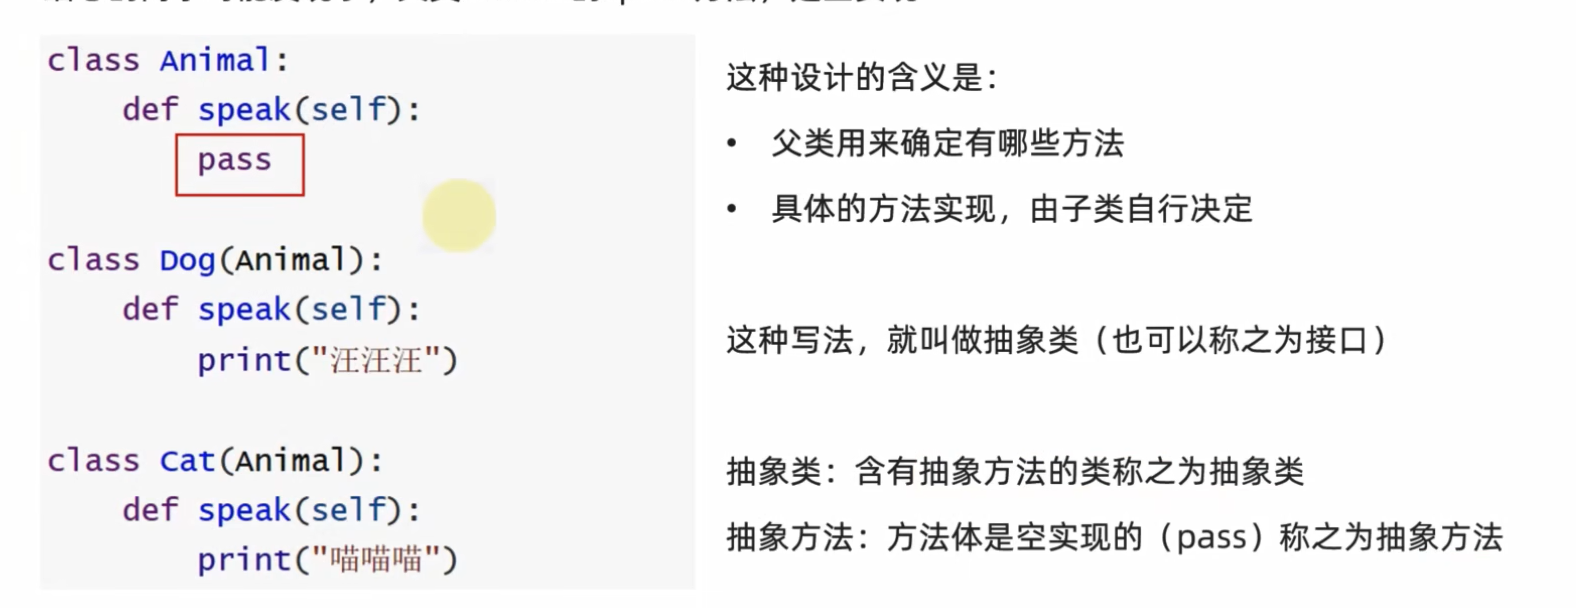 class Animal:
    def speak(self):
        pass
class Dog(Animal):
    def speak(self):
        print("汪汪汪")
class Cat(Animal):
    def speak(self):
        print("喵喵喵")
这种设计的含义是：
• 父类用来确定有哪些方法
• 具体的方法实现，由子类自行决定
这种写法，就叫做抽象类（也可以称之为接口）
抽象类：含有抽象方法的类称之为抽象类
抽象方法：方法体是空实现的（pass）称之为抽象方法